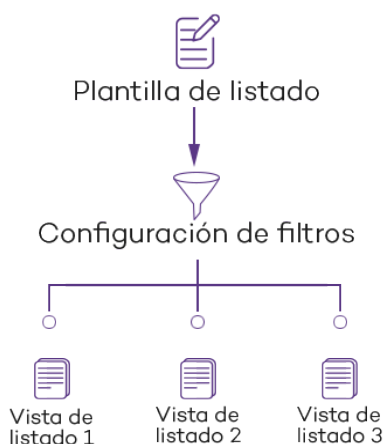 Plantilla de listado
Configuración de filtros
Vista de
listado 1
Vista de
listado 2
Vista de
listado 3